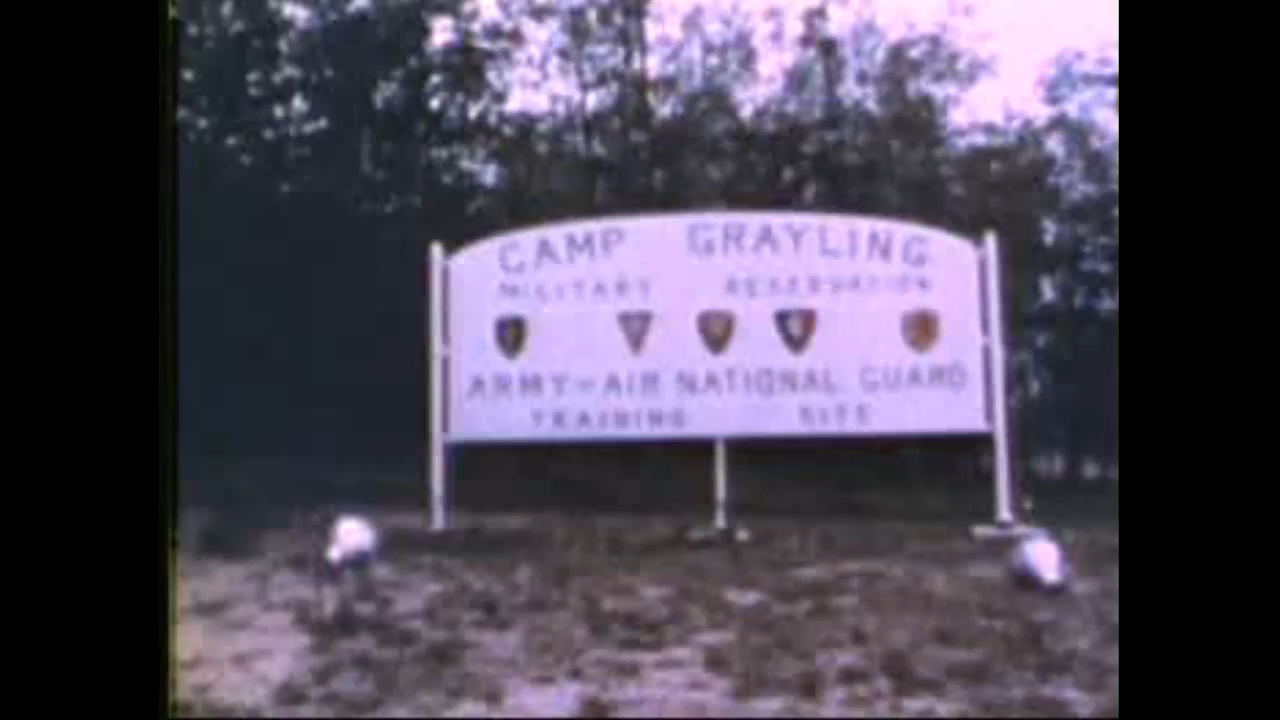 CAMP GRAYLING
MILITARY RESERVATION
ARMY-AIR NATIONAL GUARD
TRAINING SITE